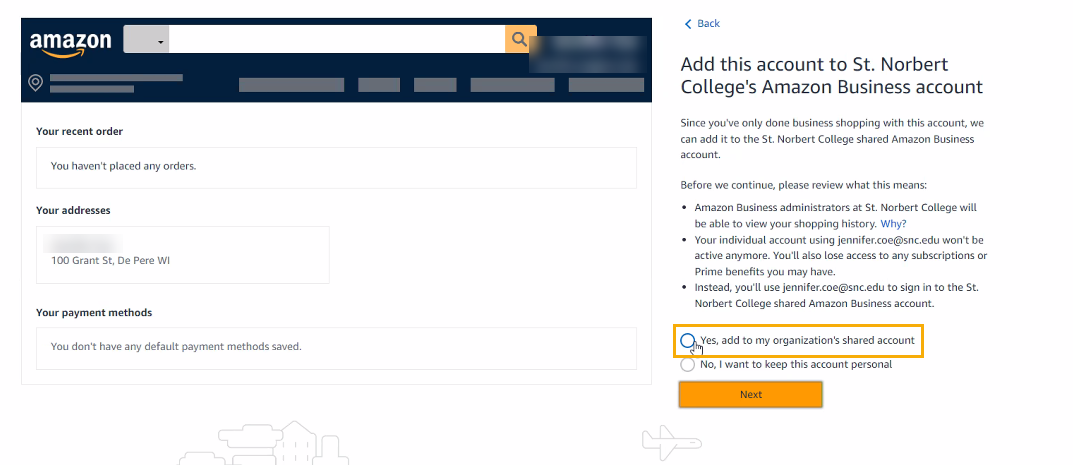 amazon
Your recent order
You haven't placed any orders.
Your addresses
100 Grant St, De Pere WI
Your payment methods
You don't have any default payment methods saved.
Back
Add this account to St. Norbert
College's Amazon Business account
Since you've only done business shopping with this account, we
can add it to the St. Norbert College shared Amazon Business
account.
Before we continue, please review what this means:
• Amazon Business administrators at St. Norbert College will
be able to view your shopping history. Why?
• Your individual account using jennifer.coe@snc.edu won't be
active anymore. You'll also lose access to any subscriptions or
Prime benefits you may have.
• Instead, you'll use jennifer.coe@snc.edu to sign in to the St.
Norbert College shared Amazon Business account.
Yes, add to my organization's shared account
No, I want to keep this account personal
Next